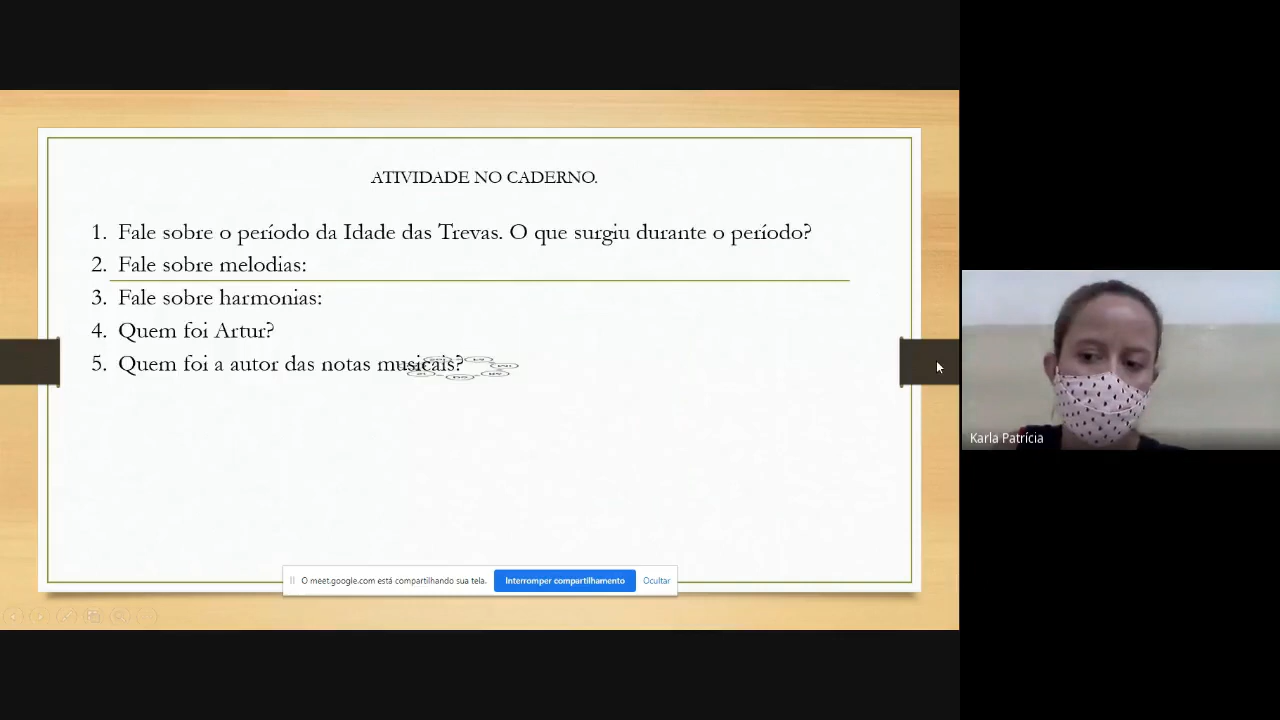 ATIVIDADE NO CADERNO.
1. Fale sobre o período da Idade das Trevas. O que surgiu durante o período?
2. Fale sobre melodias:
3. Fale sobre harmonias:
4. Quem foi Artur?
5. Quem foi a autor das notas musicais?
O meet.google.com está compartilhando sua tela.
Interromper compartilhamento
Ocultar
Karla Patrícia